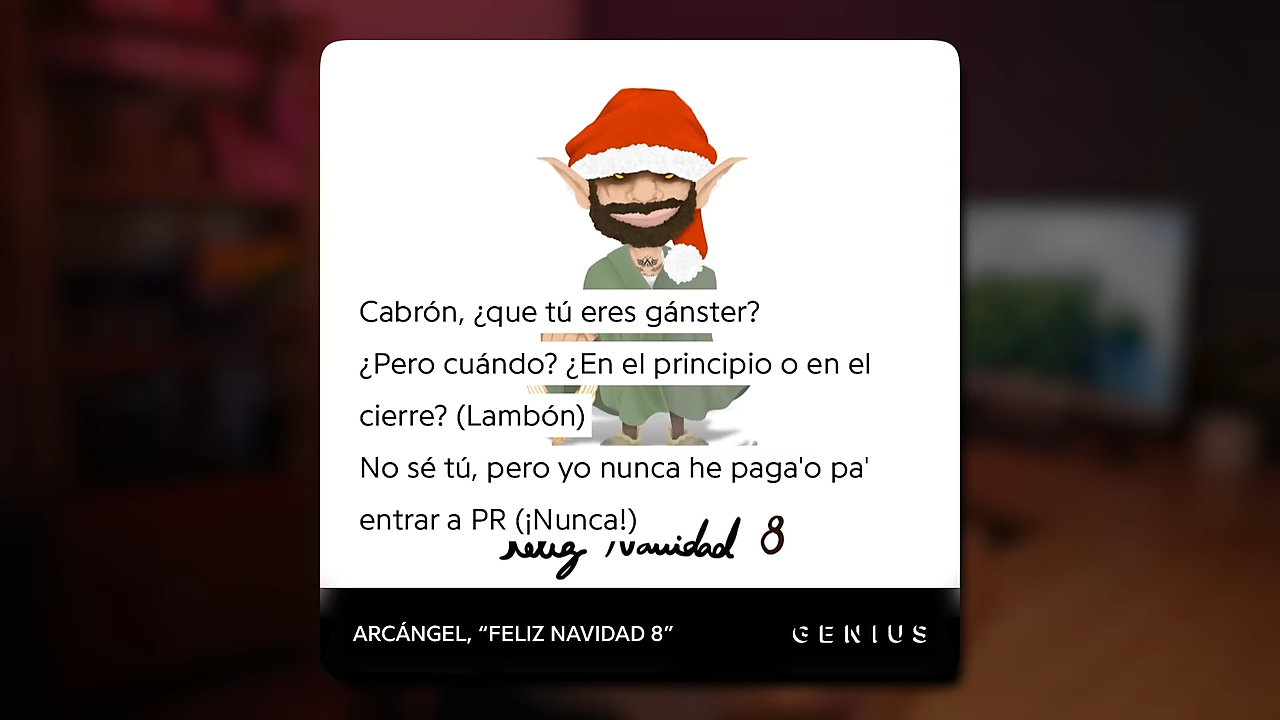 Cabrón, ¿que tú eres gánster?
¿Pero cuándo? ¿En el principio o en el
cierre? (Lambón)
No sé tú, pero yo nunca he paga'o pa'
entrar a PR (¡Nunca!)
Feliz Navidad 8
ARCÁNGEL, “FELIZ NAVIDAD 8”
GENIUS